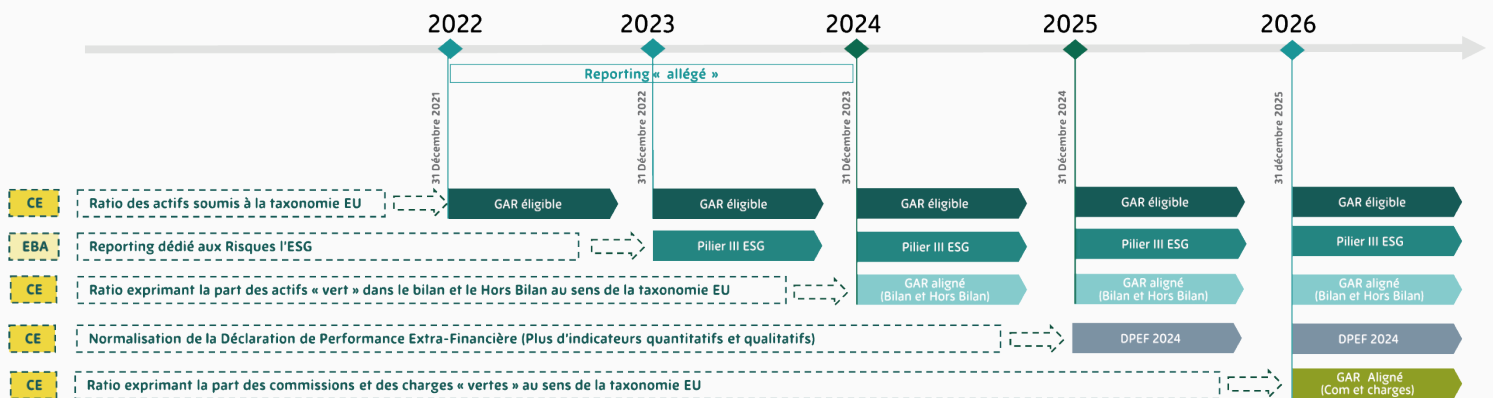 2022 2023 2024 2025 2026
Reporting « allégé »
31 Décembre 2021
31 Décembre 2022
31 Décembre 2023
31 Décembre 2024
31 décembre 2025
CE Ratio des actifs soumis à la taxonomie EU GAR éligible GAR éligible GAR éligible GAR éligible GAR éligible
EBA Reporting dédié aux Risques l'ESG Pilier III ESG Pilier III ESG Pilier III ESG Pilier III ESG
CE Ratio exprimant la part des actifs « vert » dans le bilan et le Hors Bilan au sens de la taxonomie EU
GAR aligné
(Bilan et Hors Bilan)
GAR aligné
(Bilan et Hors Bilan)
GAR aligné
(Bilan et Hors Bilan)
CE Normalisation de la Déclaration de Performance Extra-Financière (Plus d'indicateurs quantitatifs et qualitatifs) DPEF 2024 DPEF 2024
CE Ratio exprimant la part des commissions et des charges « vertes » au sens de la taxonomie EU
GAR Aligné
(Com et charges)